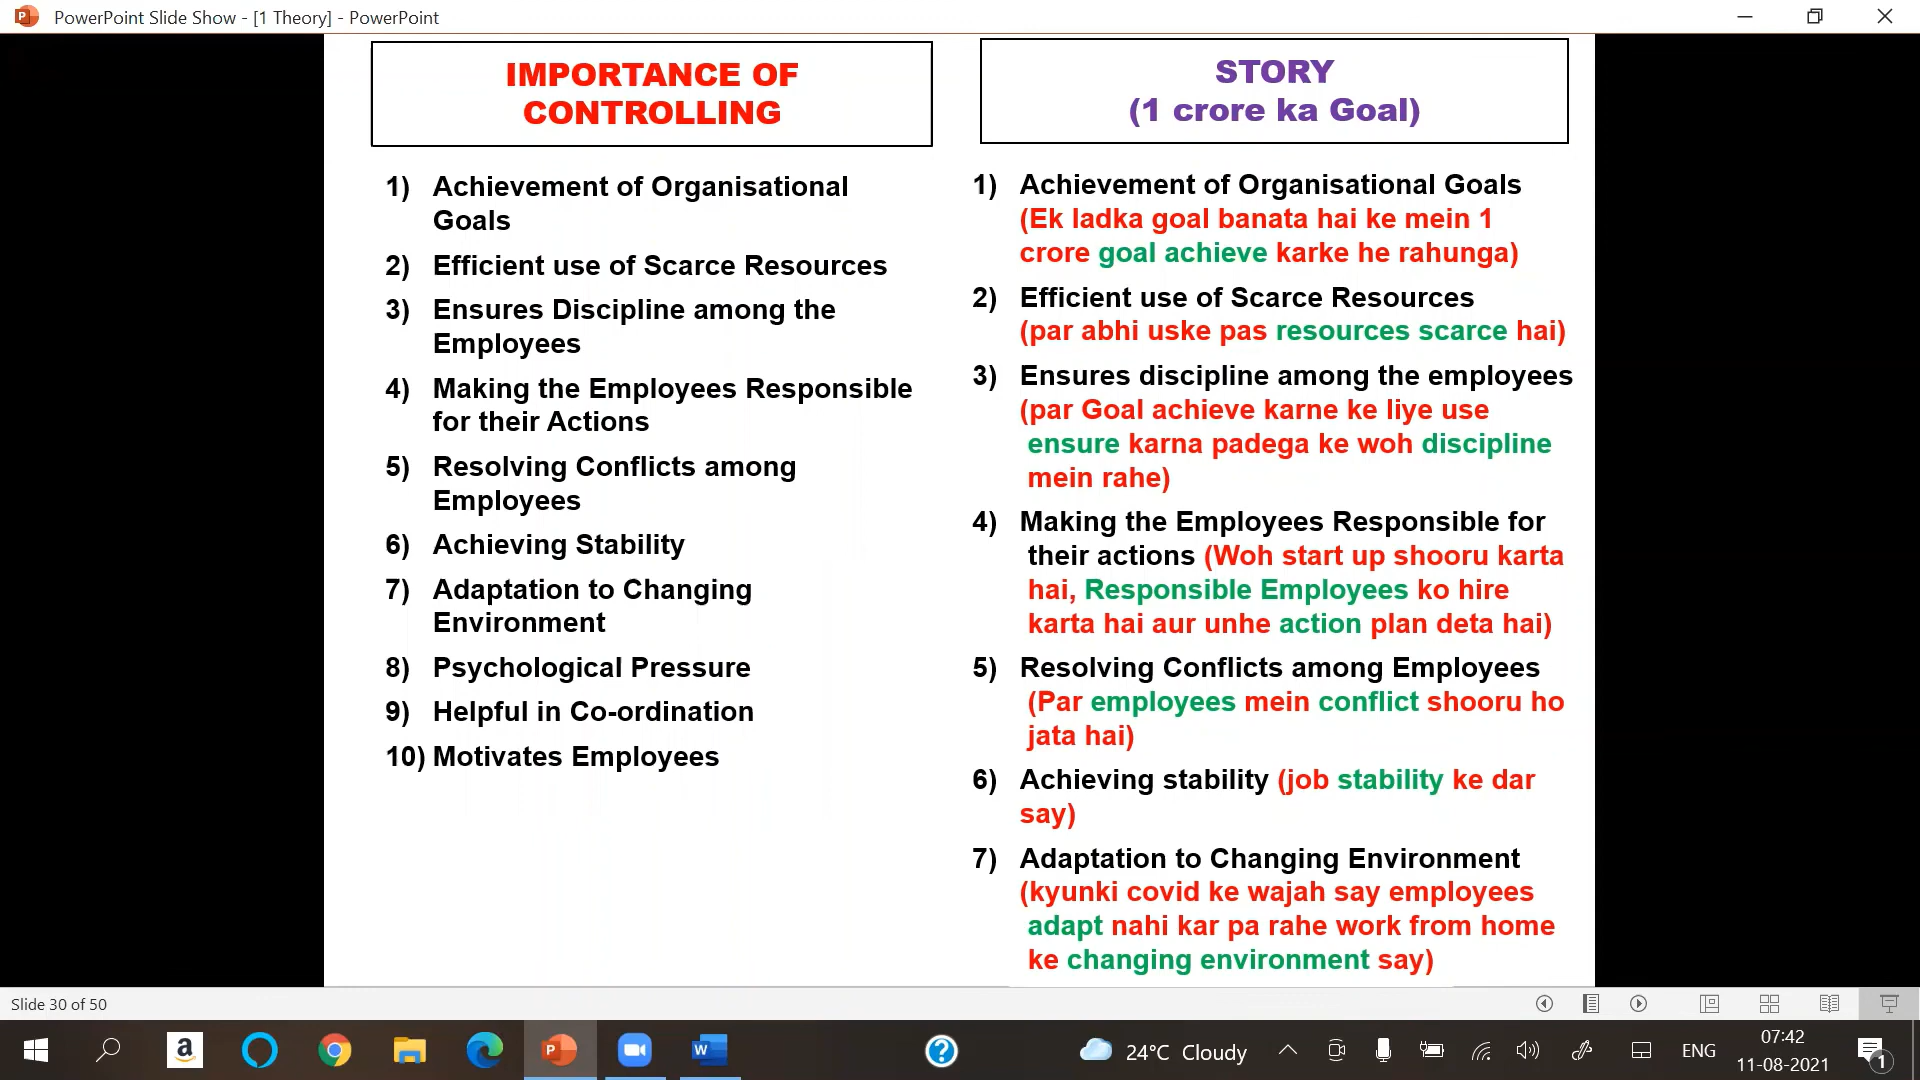 PowerPoint Slide Show - [1 Theory] - PowerPoint
IMPORTANCE OF
CONTROLLING
1) Achievement of Organisational
Goals
2) Efficient use of Scarce Resources
3) Ensures Discipline among the
Employees
4) Making the Employees Responsible
for their Actions
5) Resolving Conflicts among
Employees
6) Achieving Stability
7) Adaptation to Changing
Environment
8) Psychological Pressure
9) Helpful in Co-ordination
10) Motivates Employees
STORY
(1 crore ka Goal)
1) Achievement of Organisational Goals
(Ek ladka goal banata hai ke mein 1
crore goal achieve karke he rahunga)
2) Efficient use of Scarce Resources
(par abhi uske pas resources scarce hai)
3) Ensures discipline among the employees
(par Goal achieve karne ke liye use
ensure karna padega ke woh discipline
mein rahe)
4) Making the Employees Responsible for
their actions (Woh start up shooru karta
hai, Responsible Employees ko hire
karta hai aur unhe action plan deta hai)
5) Resolving Conflicts among Employees
(Par employees mein conflict shooru ho
jata hai)
6) Achieving stability (job stability ke dar
say)
7) Adaptation to Changing Environment
(kyunki covid ke wajah say employees
adapt nahi kar pa rahe work from home
ke changing environment say)
Slide 30 of 50
24°C Cloudy
ENG
07:42
11-08-2021
1